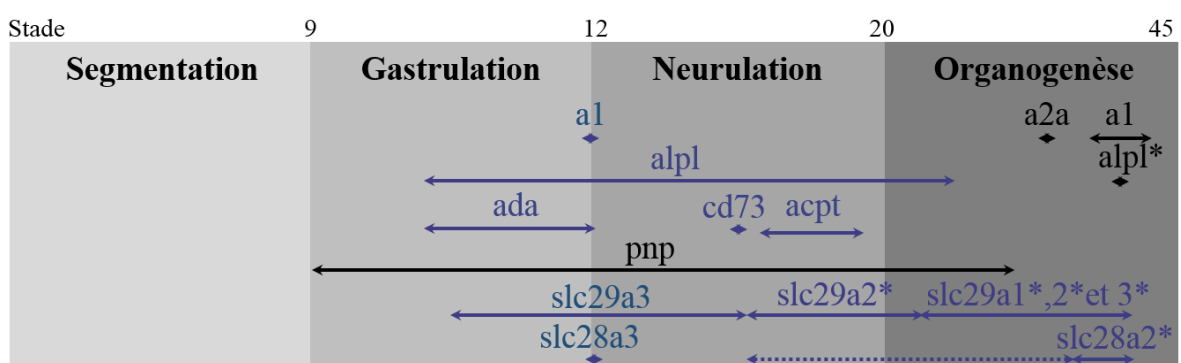 Stade 9 12 20 45
Segmentation Gastrulation Neurulation Organogenèse
a1 a2a a1
alpl alpl*
ada cd73 acpt
pnp
slc29a3 slc29a2* slc29a1*,2*et 3*
slc28a3 slc28a2*